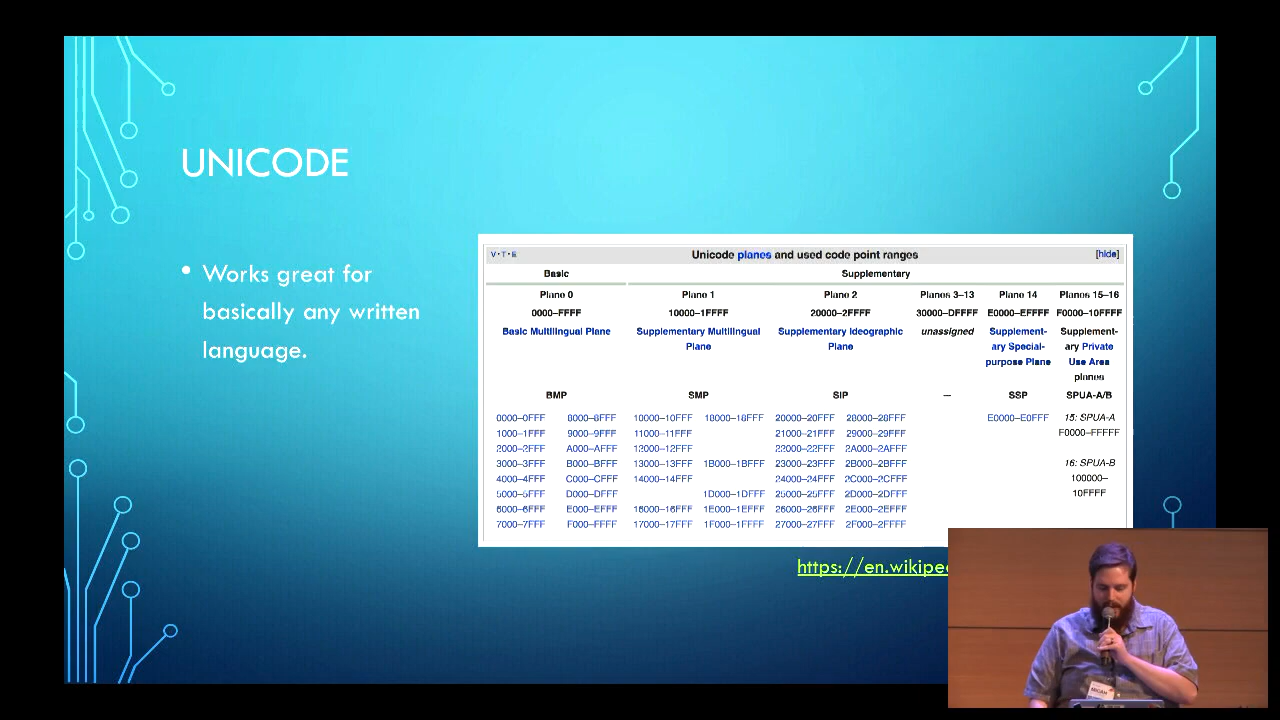 UNICODE
• Works great for
basically any written
language.
V·T·E Unicode planes and used code point ranges [hide]
Basic Supplementary
Plane 0 Plane 1 Plane 2 Planes 3–13 Plane 14 Planes 15–16
0000–FFFF 10000–1FFFF 20000–2FFFF 30000–DFFFF E0000–EFFFF F0000–10FFFF
Basic Multilingual Plane Supplementary Multilingual Supplementary Ideographic unassigned Supplement- Supplement-
Plane Plane ary Special- ary Private
purpose Plane Use Area
planes
BMP SMP SIP — SSP SPUA-A/B
0000–0FFF 8000–8FFF 10000–10FFF 18000–18FFF 20000–20FFF 28000–28FFF E0000–E0FFF 15: SPUA-A
1000–1FFF 9000–9FFF 11000–11FFF 21000–21FFF 29000–29FFF F0000–FFFFF
2000–2FFF A000–AFFF 12000–12FFF 22000–22FFF 2A000–2AFFF
3000–3FFF B000–BFFF 13000–13FFF 1B000–1BFFF 23000–23FFF 2B000–2BFFF 16: SPUA-B
4000–4FFF C000–CFFF 14000–14FFF 24000–24FFF 2C000–2CFFF 100000–
5000–5FFF D000–DFFF 1D000–1DFFF 25000–25FFF 2D000–2DFFF 10FFFF
6000–6FFF E000–EFFF 16000–16FFF 1E000–1EFFF 26000–26FFF 2E000–2EFFF
7000–7FFF F000–FFFF 17000–17FFF 1F000–1FFFF 27000–27FFF 2F000–2FFFF
https://en.wikipe
MICAH